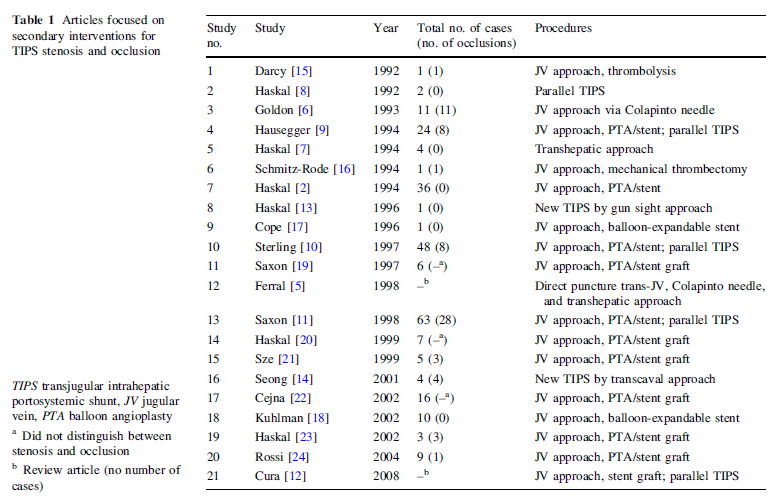 Table 1 Articles focused on
secondary interventions for
TIPS stenosis and occlusion
TIPS transjugular intrahepatic
portosystemic shunt, JV jugular
vein, PTA balloon angioplasty
a Did not distinguish between
stenosis and occlusion
b Review article (no number of
cases)
Study no. Study Year Total no. of cases (no. of occlusions) Procedures
1 Darcy [15] 1992 1 (1) JV approach, thrombolysis
2 Haskal [8] 1992 2 (0) Parallel TIPS
3 Goldon [6] 1993 11 (11) JV approach via Colapinto needle
4 Hausegger [9] 1994 24 (8) JV approach, PTA/stent; parallel TIPS
5 Haskal [7] 1994 4 (0) Transhepatic approach
6 Schmitz-Rode [16] 1994 1 (1) JV approach, mechanical thrombectomy
7 Haskal [2] 1994 36 (0) JV approach, PTA/stent
8 Haskal [13] 1996 1 (0) New TIPS by gun sight approach
9 Cope [17] 1996 1 (0) JV approach, balloon-expandable stent
10 Sterling [10] 1997 48 (8) JV approach, PTA/stent; parallel TIPS
11 Saxon [19] 1997 6 (–a) JV approach, PTA/stent graft
12 Ferral [5] 1998 –b Direct puncture trans-JV, Colapinto needle,
and transhepatic approach
13 Saxon [11] 1998 63 (28) JV approach, PTA/stent; parallel TIPS
14 Haskal [20] 1999 7 (–a) JV approach, PTA/stent graft
15 Sze [21] 1999 5 (3) JV approach, PTA/stent graft
16 Seong [14] 2001 4 (4) New TIPS by transcaval approach
17 Cejna [22] 2002 16 (–a) JV approach, PTA/stent graft
18 Kuhlman [18] 2002 10 (0) JV approach, balloon-expandable stent
19 Haskal [23] 2002 3 (3) JV approach, PTA/stent graft
20 Rossi [24] 2004 9 (1) JV approach, PTA/stent graft
21 Cura [12] 2008 –b JV approach, stent graft; parallel TIPS